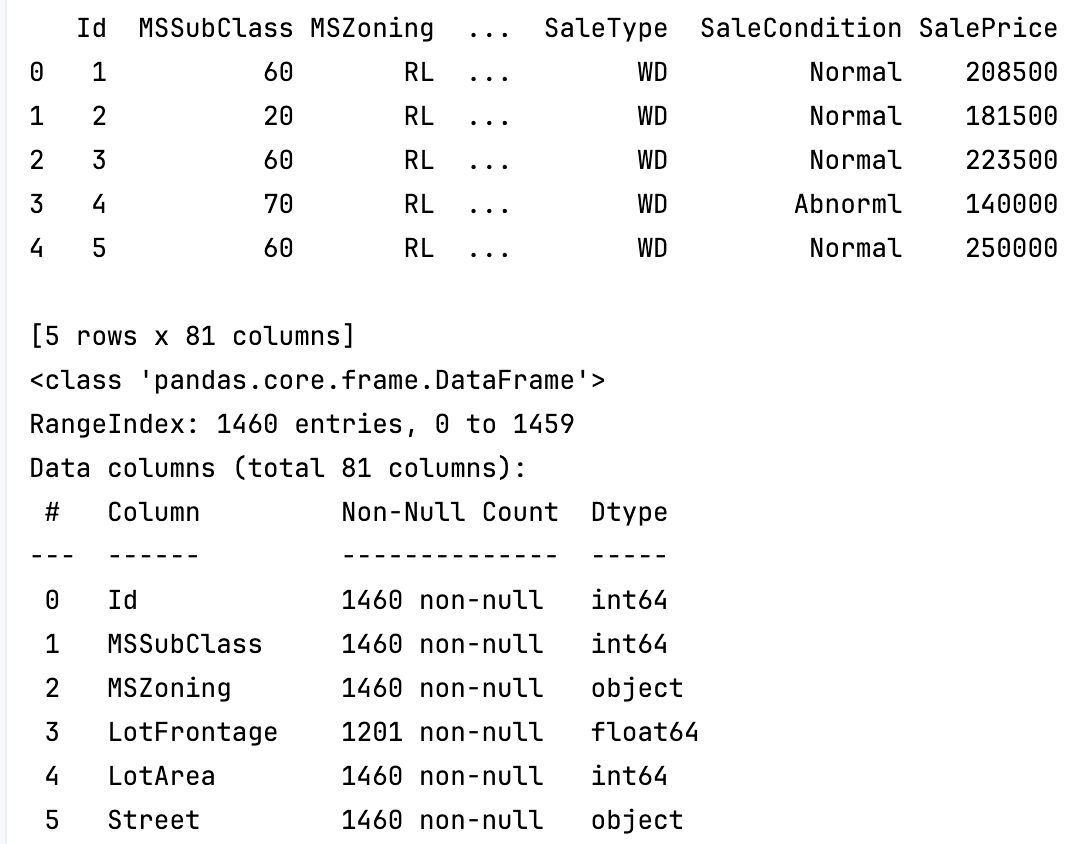 Id  MSSubClass MSZoning  ...  SaleType  SaleCondition SalePrice
0   1          60       RL  ...        WD         Normal    208500
1   2          20       RL  ...        WD         Normal    181500
2   3          60       RL  ...        WD         Normal    223500
3   4          70       RL  ...        WD        Abnorml    140000
4   5          60       RL  ...        WD         Normal    250000

[5 rows x 81 columns]
<class 'pandas.core.frame.DataFrame'>
RangeIndex: 1460 entries, 0 to 1459
Data columns (total 81 columns):
 #   Column         Non-Null Count  Dtype
---  ------         --------------  -----
 0   Id             1460 non-null   int64
 1   MSSubClass     1460 non-null   int64
 2   MSZoning       1460 non-null   object
 3   LotFrontage    1201 non-null   float64
 4   LotArea        1460 non-null   int64
 5   Street         1460 non-null   object